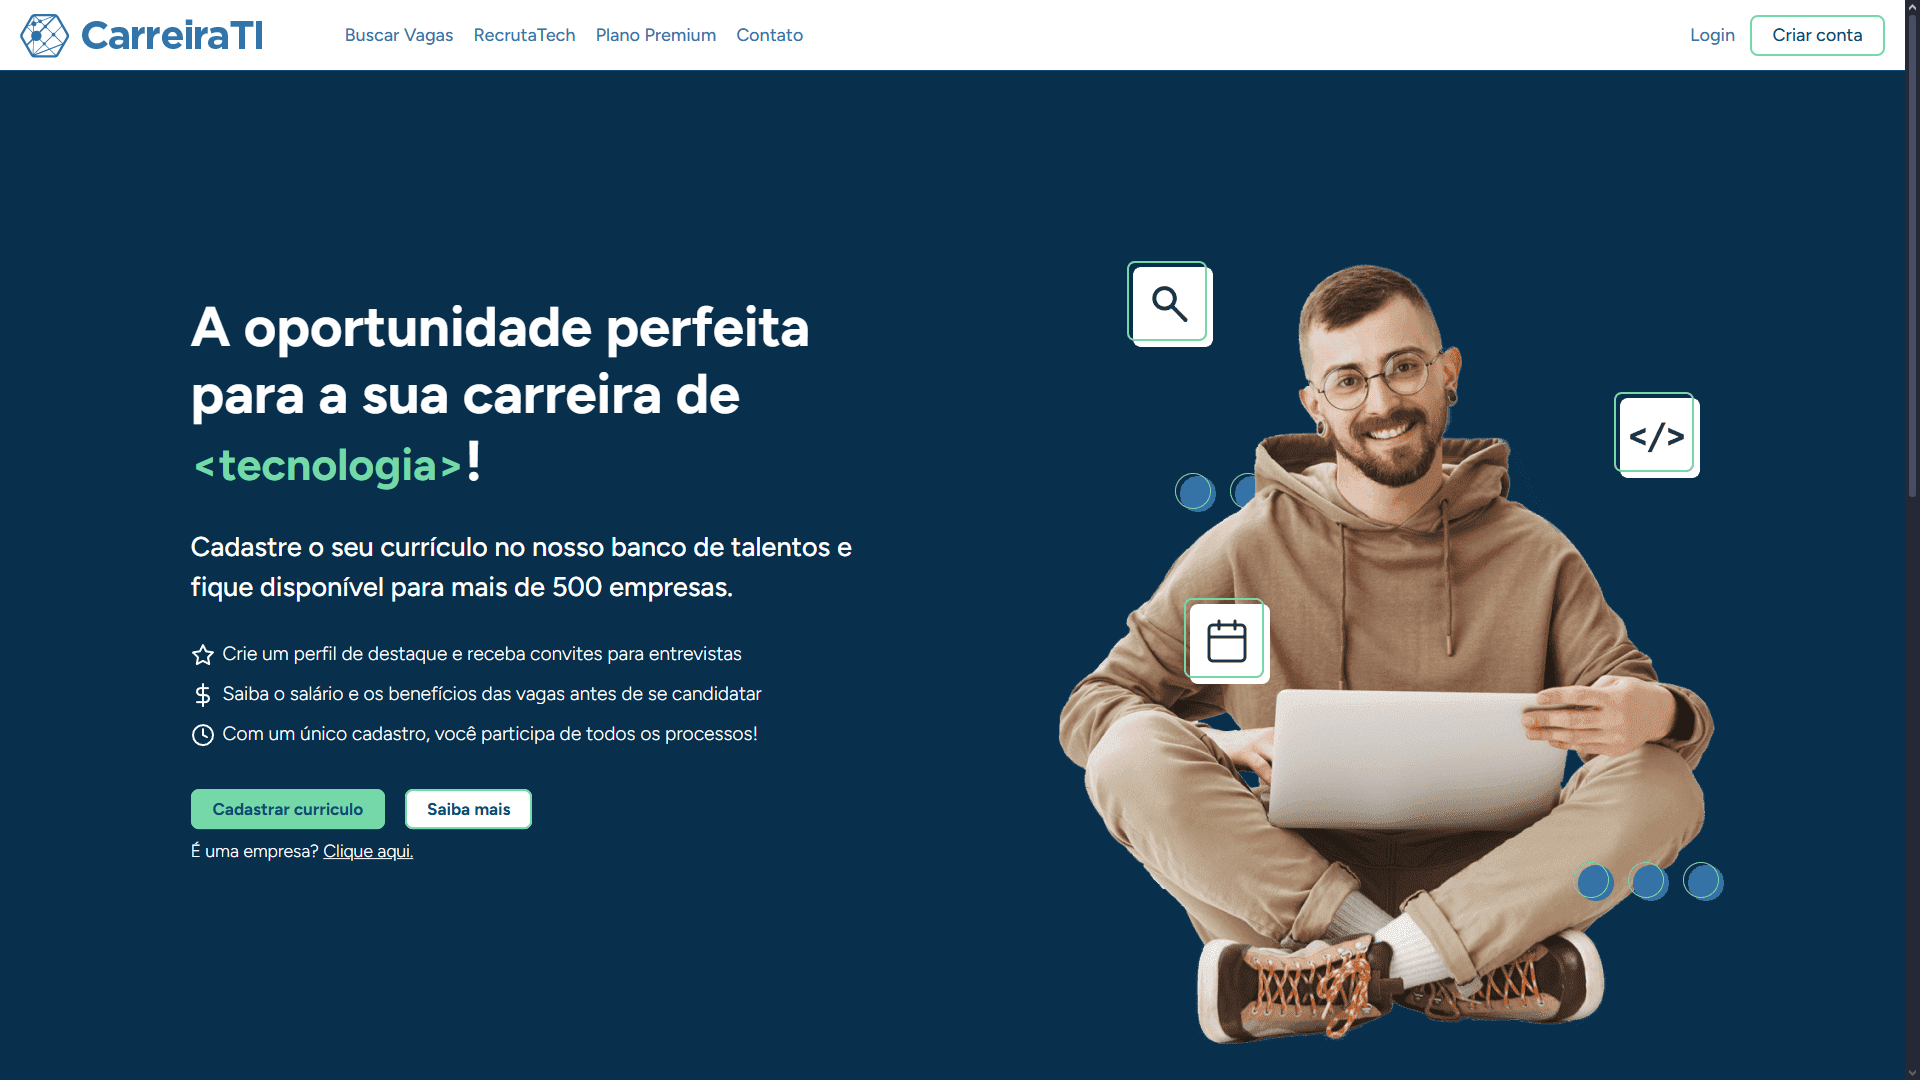 CarreiraTI
Buscar Vagas
RecrutaTech
Plano Premium
Contato
Login
Criar conta
A oportunidade perfeita
para a sua carreira de
<tecnologia>!
Cadastre o seu currículo no nosso banco de talentos e
fique disponível para mais de 500 empresas.
Crie um perfil de destaque e receba convites para entrevistas
Saiba o salário e os benefícios das vagas antes de se candidatar
Com um único cadastro, você participa de todos os processos!
Cadastrar curriculo
Saiba mais
É uma empresa? Clique aqui.
</>